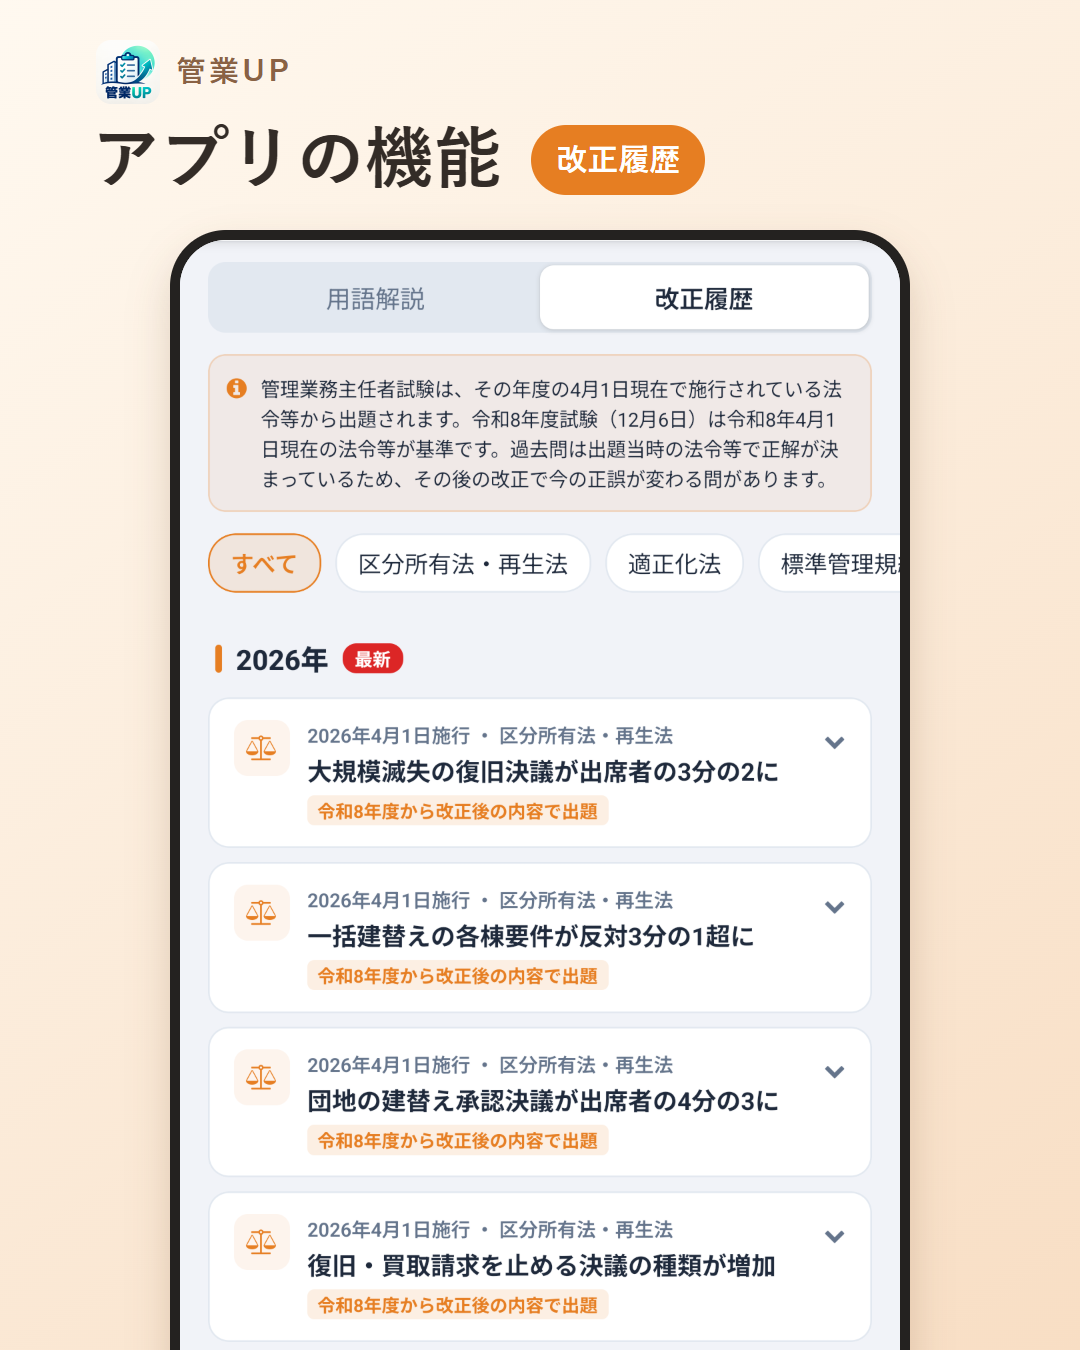 管業UP
管業UP
アプリの機能
改正履歴
用語解説
改正履歴
管理業務主任者試験は、その年度の4月1日現在で施行されている法
令等から出題されます。令和8年度試験（12月6日）は令和8年4月1
日現在の法令等が基準です。過去問は出題当時の法令等で正解が決
まっているため、その後の改正で今の正誤が変わる問があります。
すべて
区分所有法・再生法
適正化法
標準管理規
2026年
最新
2026年4月1日施行 ・ 区分所有法・再生法
大規模滅失の復旧決議が出席者の3分の2に
令和8年度から改正後の内容で出題
2026年4月1日施行 ・ 区分所有法・再生法
一括建替えの各棟要件が反対3分の1超に
令和8年度から改正後の内容で出題
2026年4月1日施行 ・ 区分所有法・再生法
団地の建替え承認決議が出席者の4分の3に
令和8年度から改正後の内容で出題
2026年4月1日施行 ・ 区分所有法・再生法
復旧・買取請求を止める決議の種類が増加
令和8年度から改正後の内容で出題